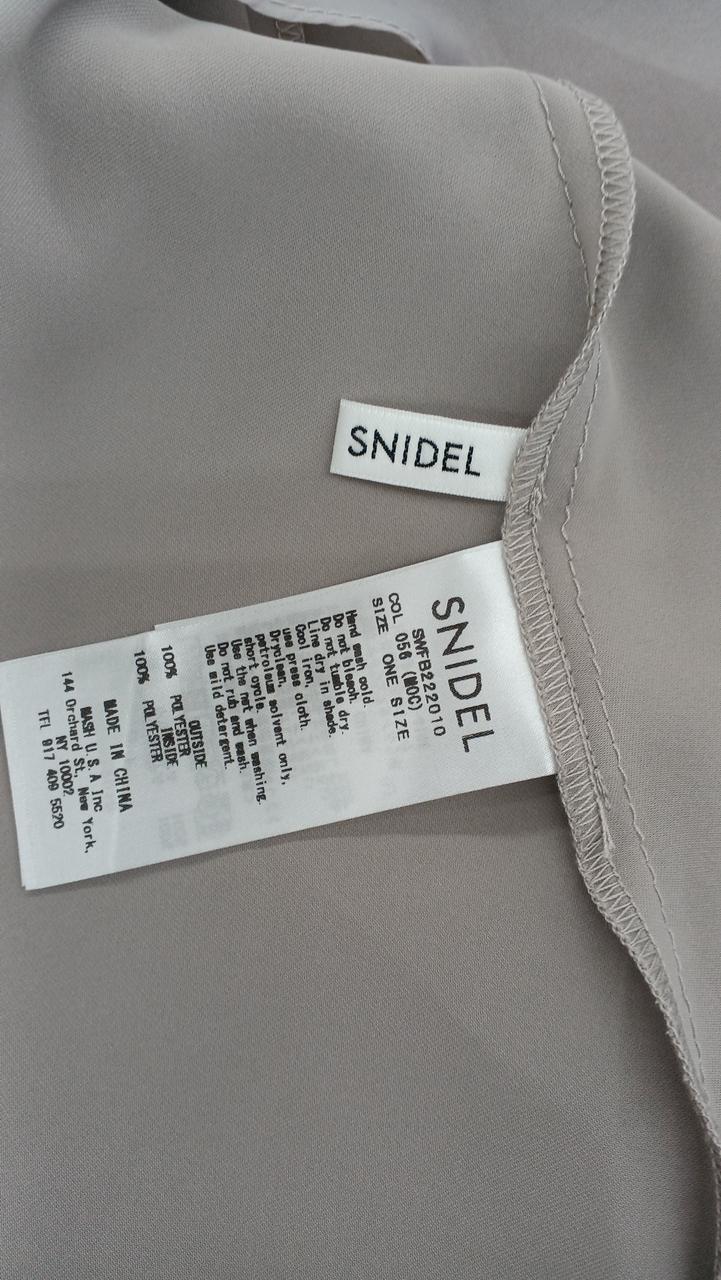 SNIDEL
SNIDEL
SWFB222010
COL 056 (MOC)
SIZE ONE SIZE
Hand wash cold.
Do not bleach.
Do not tumble dry.
Line dry in shade.
Cool iron,
use press cloth.
Dryclean,
petroleum solvent only,
short cycle.
Use the net when washing.
Do not rub and wash.
Use mild detergent.
OUTSIDE
100% POLYESTER
INSIDE
100% POLYESTER
MADE IN CHINA
MASH U.S.A Inc
144 Orchard St, New York,
NY 10002
TEL 917 409 5520